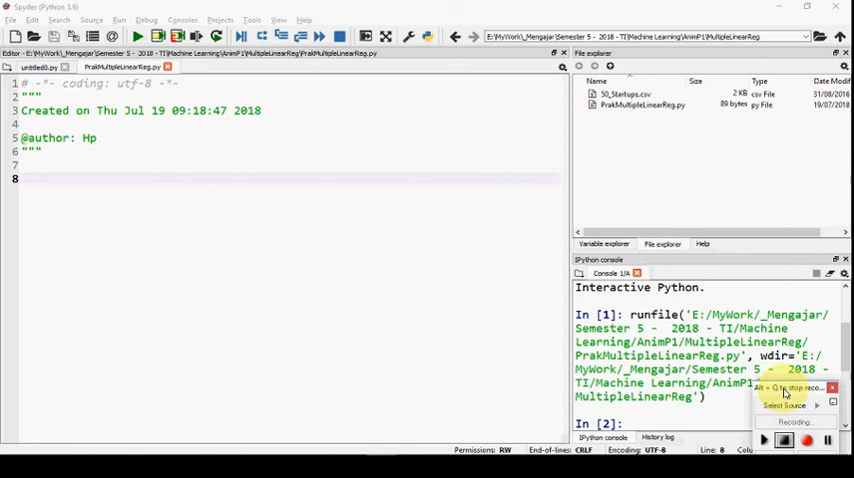 Spyder (Python 3.6)
File Edit Search Source Run Debug Consoles Projects Tools View Help
E:\MyWork\_Mengajar\Semester 5 - 2018 - TI\Machine Learning\AnimP1\MultipleLinearReg
Editor - E:\MyWork\_Mengajar\Semester 5 - 2018 - TI\Machine Learning\AnimP1\MultipleLinearReg\PrakMultipleLinearReg.py
untitled0.py PrakMultipleLinearReg.py
1 # -*- coding: utf-8 -*-
2 """
3 Created on Thu Jul 19 09:18:47 2018
4
5 @author: Hp
6 """
7
8
File explorer
Name Size Type Date Modif
50_Startups.csv 2 KB csv File 31/08/2016
PrakMultipleLinearReg.py 89 bytes py File 19/07/2018
Variable explorer File explorer Help
IPython console
Console 1/A
Interactive Python.
In [1]: runfile('E:/MyWork/_Mengajar/
Semester 5 - 2018 - TI/Machine
Learning/AnimP1/MultipleLinearReg/
PrakMultipleLinearReg.py', wdir='E:/
MyWork/_Mengajar/Semester 5 - 2018 -
TI/Machine Learning/AnimP1
MultipleLinearReg')
In [2]:
Alt + Q to stop reco...
Select Source
Recording...
IPython console History log
Permissions: RW End-of-lines: CRLF Encoding: UTF-8 Line: 8 Colu